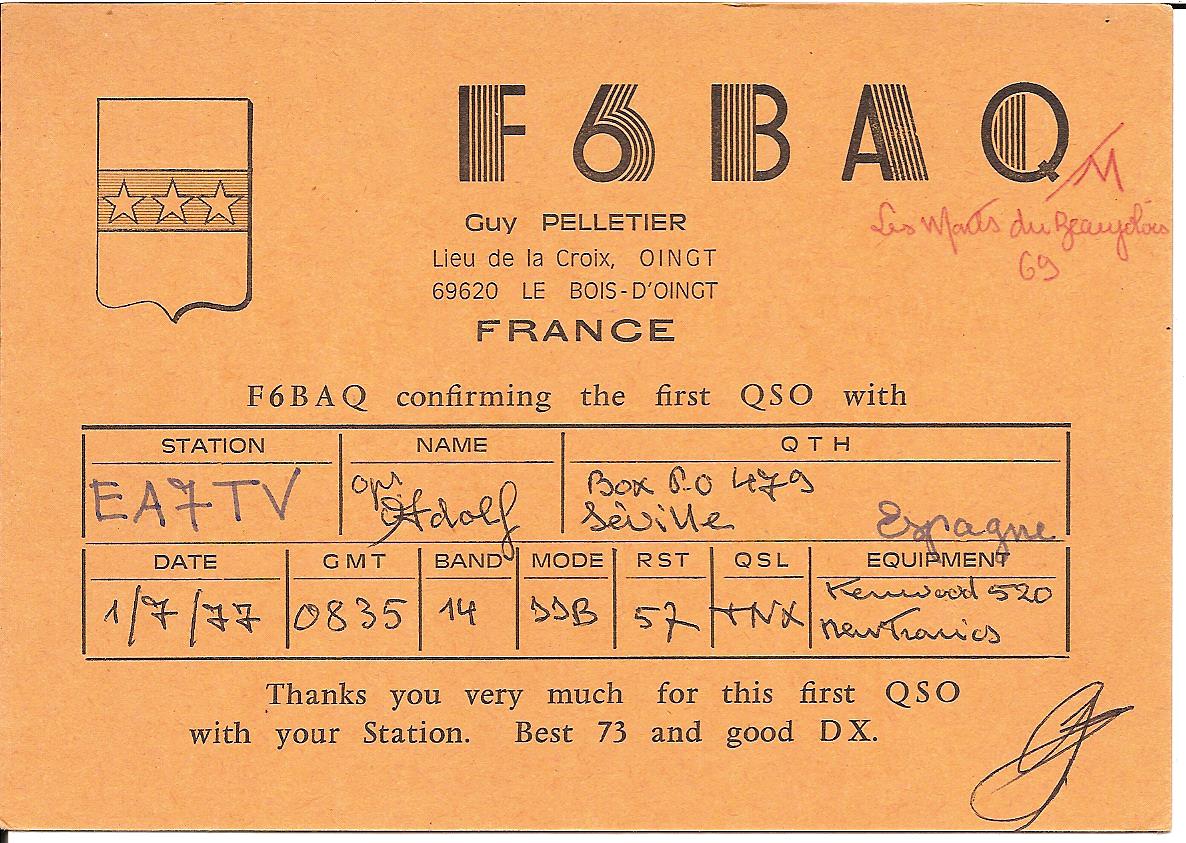 F6BAQ
/M
Les Monts du Beaujolais
69
Guy PELLETIER
Lieu de la Croix, OINGT
69620 LE BOIS-D'OINGT
FRANCE
F6BAQ confirming the first QSO with
STATION NAME QTH
EA7TV opr Adolf Box P.O 479
Séville Espagne
DATE GMT BAND MODE RST QSL EQUIPMENT
1/7/77 0835 14 SSB 57 TNX Kenwood 520
newtronics
Thanks you very much for this first QSO
with your Station. Best 73 and good DX.